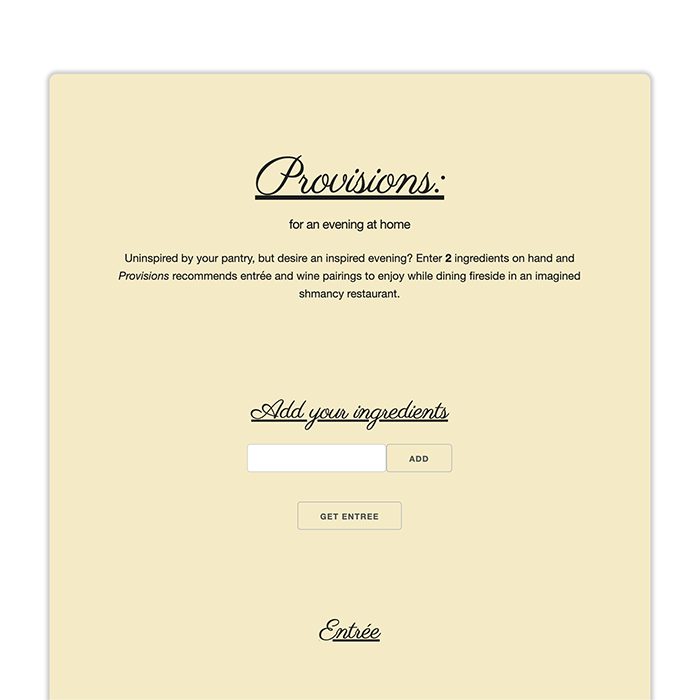 Provisions:
for an evening at home
Uninspired by your pantry, but desire an inspired evening? Enter 2 ingredients on hand and
Provisions recommends entrée and wine pairings to enjoy while dining fireside in an imagined
shmancy restaurant.
Add your ingredients
ADD
GET ENTREE
Entrée